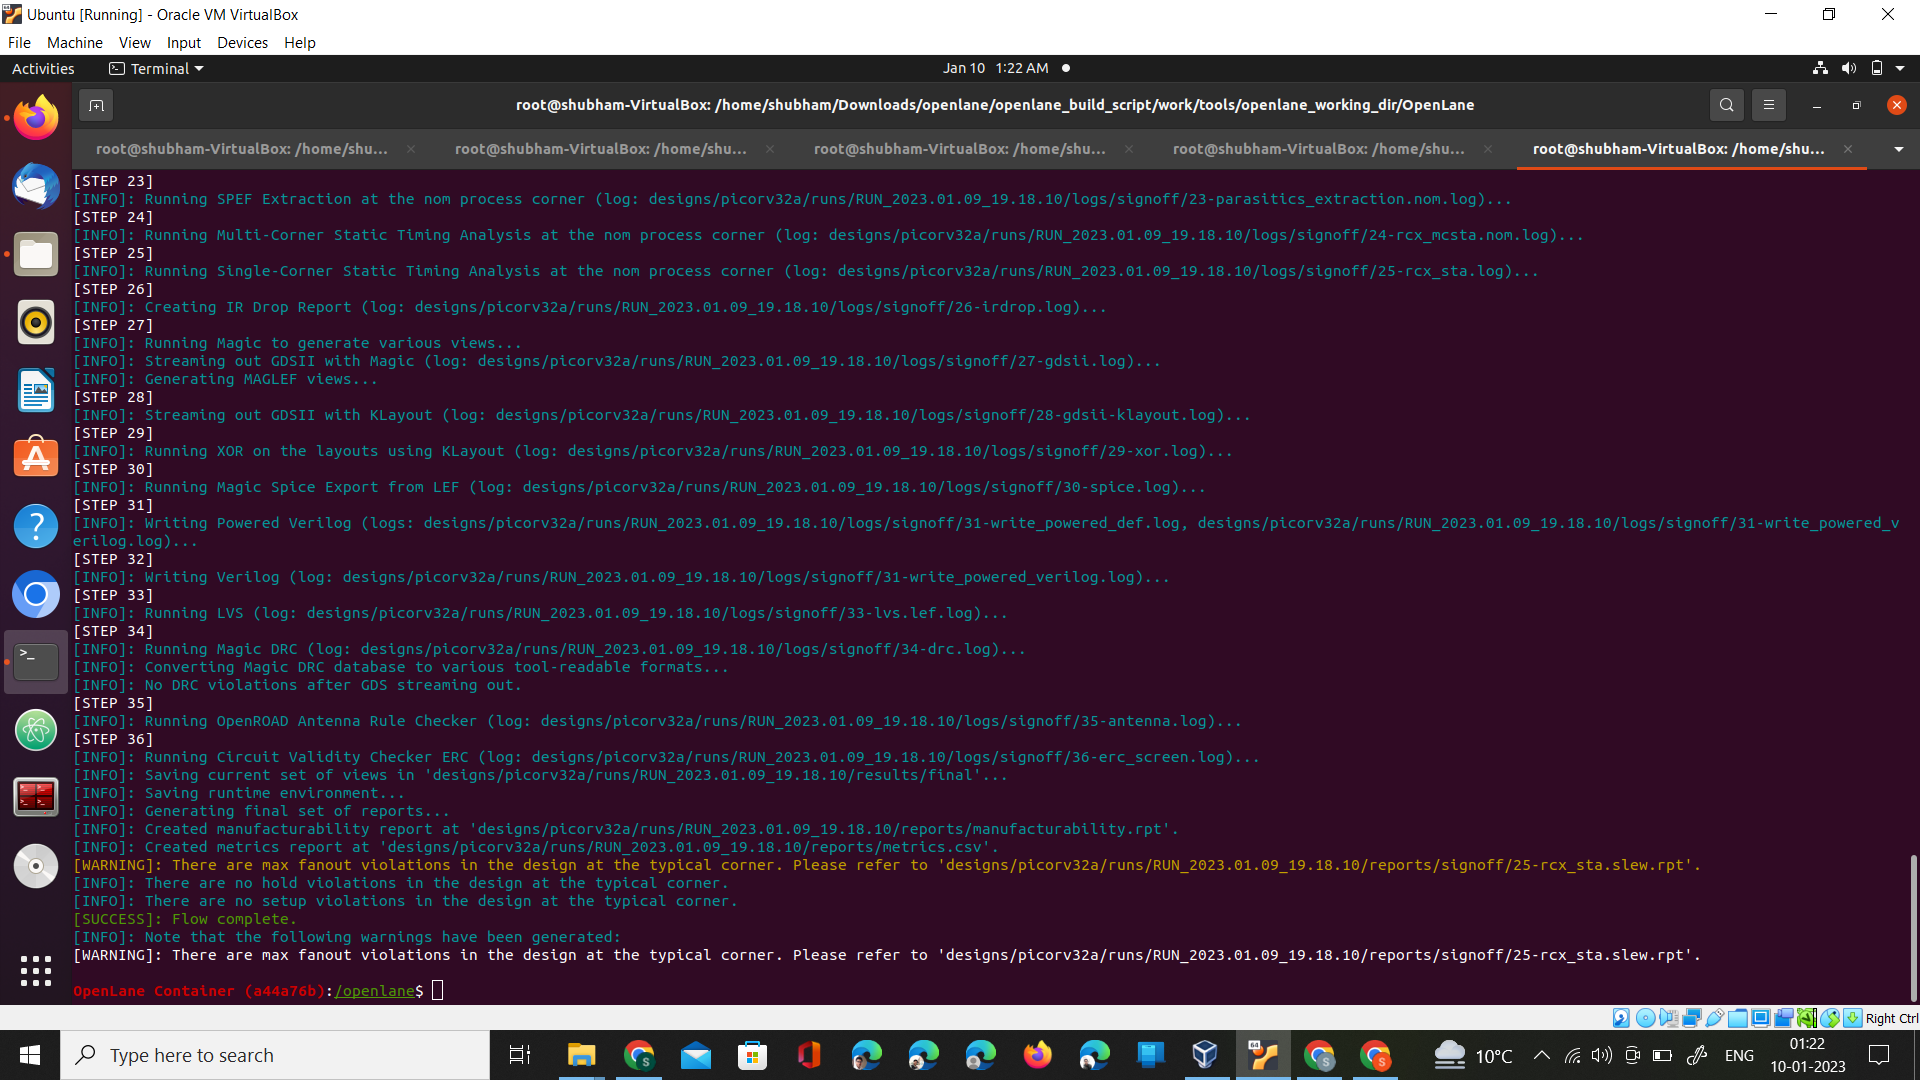 Ubuntu [Running] - Oracle VM VirtualBox
File Machine View Input Devices Help
Activities Terminal Jan 10 1:22 AM
root@shubham-VirtualBox: /home/shubham/Downloads/openlane/openlane_build_script/work/tools/openlane_working_dir/OpenLane
root@shubham-VirtualBox: /home/shu... root@shubham-VirtualBox: /home/shu... root@shubham-VirtualBox: /home/shu... root@shubham-VirtualBox: /home/shu... root@shubham-VirtualBox: /home/shu...
[STEP 23]
[INFO]: Running SPEF Extraction at the nom process corner (log: designs/picorv32a/runs/RUN_2023.01.09_19.18.10/logs/signoff/23-parasitics_extraction.nom.log)...
[STEP 24]
[INFO]: Running Multi-Corner Static Timing Analysis at the nom process corner (log: designs/picorv32a/runs/RUN_2023.01.09_19.18.10/logs/signoff/24-rcx_mcsta.nom.log)...
[STEP 25]
[INFO]: Running Single-Corner Static Timing Analysis at the nom process corner (log: designs/picorv32a/runs/RUN_2023.01.09_19.18.10/logs/signoff/25-rcx_sta.log)...
[STEP 26]
[INFO]: Creating IR Drop Report (log: designs/picorv32a/runs/RUN_2023.01.09_19.18.10/logs/signoff/26-irdrop.log)...
[STEP 27]
[INFO]: Running Magic to generate various views...
[INFO]: Streaming out GDSII with Magic (log: designs/picorv32a/runs/RUN_2023.01.09_19.18.10/logs/signoff/27-gdsii.log)...
[INFO]: Generating MAGLEF views...
[STEP 28]
[INFO]: Streaming out GDSII with KLayout (log: designs/picorv32a/runs/RUN_2023.01.09_19.18.10/logs/signoff/28-gdsii-klayout.log)...
[STEP 29]
[INFO]: Running XOR on the layouts using KLayout (log: designs/picorv32a/runs/RUN_2023.01.09_19.18.10/logs/signoff/29-xor.log)...
[STEP 30]
[INFO]: Running Magic Spice Export from LEF (log: designs/picorv32a/runs/RUN_2023.01.09_19.18.10/logs/signoff/30-spice.log)...
[STEP 31]
[INFO]: Writing Powered Verilog (logs: designs/picorv32a/runs/RUN_2023.01.09_19.18.10/logs/signoff/31-write_powered_def.log, designs/picorv32a/runs/RUN_2023.01.09_19.18.10/logs/signoff/31-write_powered_v
erilog.log)...
[STEP 32]
[INFO]: Writing Verilog (log: designs/picorv32a/runs/RUN_2023.01.09_19.18.10/logs/signoff/31-write_powered_verilog.log)...
[STEP 33]
[INFO]: Running LVS (log: designs/picorv32a/runs/RUN_2023.01.09_19.18.10/logs/signoff/33-lvs.lef.log)...
[STEP 34]
[INFO]: Running Magic DRC (log: designs/picorv32a/runs/RUN_2023.01.09_19.18.10/logs/signoff/34-drc.log)...
[INFO]: Converting Magic DRC database to various tool-readable formats...
[INFO]: No DRC violations after GDS streaming out.
[STEP 35]
[INFO]: Running OpenROAD Antenna Rule Checker (log: designs/picorv32a/runs/RUN_2023.01.09_19.18.10/logs/signoff/35-antenna.log)...
[STEP 36]
[INFO]: Running Circuit Validity Checker ERC (log: designs/picorv32a/runs/RUN_2023.01.09_19.18.10/logs/signoff/36-erc_screen.log)...
[INFO]: Saving current set of views in 'designs/picorv32a/runs/RUN_2023.01.09_19.18.10/results/final'...
[INFO]: Saving runtime environment...
[INFO]: Generating final set of reports...
[INFO]: Created manufacturability report at 'designs/picorv32a/runs/RUN_2023.01.09_19.18.10/reports/manufacturability.rpt'.
[INFO]: Created metrics report at 'designs/picorv32a/runs/RUN_2023.01.09_19.18.10/reports/metrics.csv'.
[WARNING]: There are max fanout violations in the design at the typical corner. Please refer to 'designs/picorv32a/runs/RUN_2023.01.09_19.18.10/reports/signoff/25-rcx_sta.slew.rpt'.
[INFO]: There are no hold violations in the design at the typical corner.
[INFO]: There are no setup violations in the design at the typical corner.
[SUCCESS]: Flow complete.
[INFO]: Note that the following warnings have been generated:
[WARNING]: There are max fanout violations in the design at the typical corner. Please refer to 'designs/picorv32a/runs/RUN_2023.01.09_19.18.10/reports/signoff/25-rcx_sta.slew.rpt'.
OpenLane Container (a44a76b):/openlane$
Right Ctrl
Type here to search
10°C ENG 01:22
10-01-2023